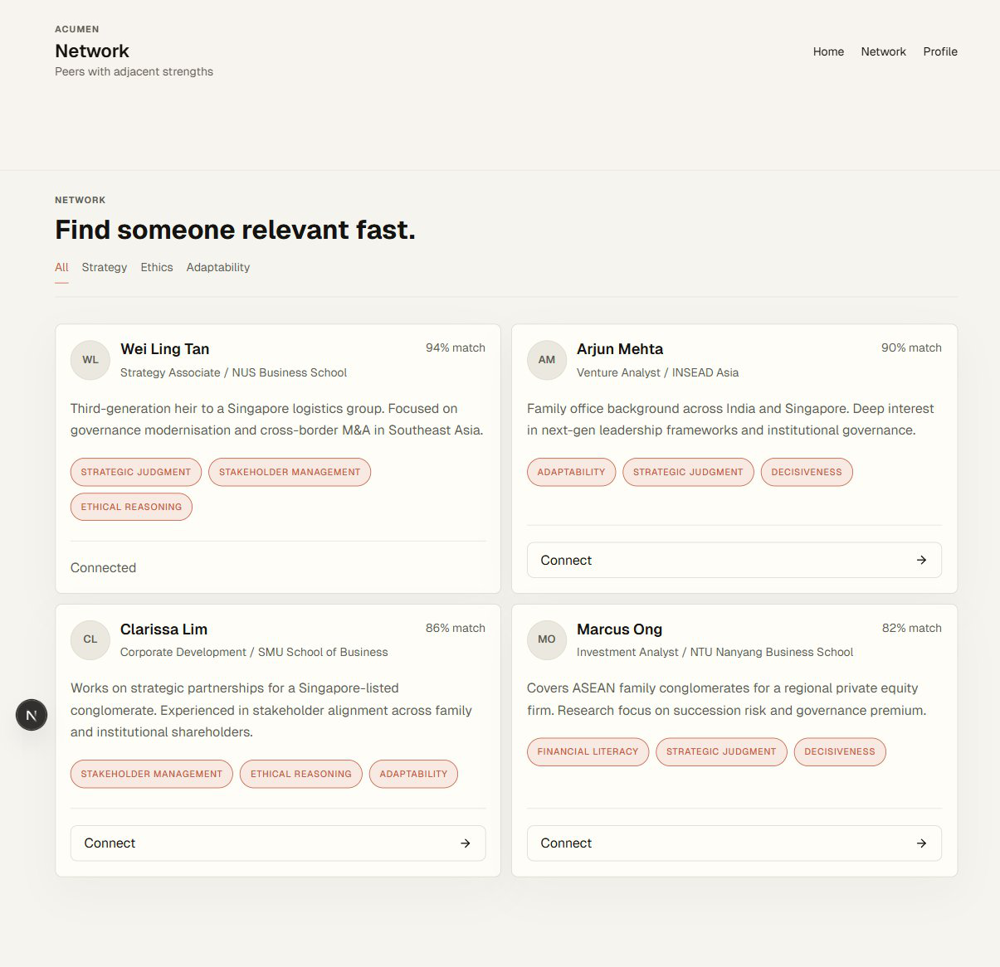 ACUMEN
Network
Peers with adjacent strengths
Home Network Profile
NETWORK
Find someone relevant fast.
All Strategy Ethics Adaptability
WL
Wei Ling Tan
94% match
Strategy Associate / NUS Business School
Third-generation heir to a Singapore logistics group. Focused on
governance modernisation and cross-border M&A in Southeast Asia.
STRATEGIC JUDGMENT STAKEHOLDER MANAGEMENT
ETHICAL REASONING
Connected
AM
Arjun Mehta
90% match
Venture Analyst / INSEAD Asia
Family office background across India and Singapore. Deep interest
in next-gen leadership frameworks and institutional governance.
ADAPTABILITY STRATEGIC JUDGMENT DECISIVENESS
Connect →
CL
Clarissa Lim
86% match
Corporate Development / SMU School of Business
Works on strategic partnerships for a Singapore-listed
conglomerate. Experienced in stakeholder alignment across family
and institutional shareholders.
STAKEHOLDER MANAGEMENT ETHICAL REASONING ADAPTABILITY
Connect →
MO
Marcus Ong
82% match
Investment Analyst / NTU Nanyang Business School
Covers ASEAN family conglomerates for a regional private equity
firm. Research focus on succession risk and governance premium.
FINANCIAL LITERACY STRATEGIC JUDGMENT DECISIVENESS
Connect →
N